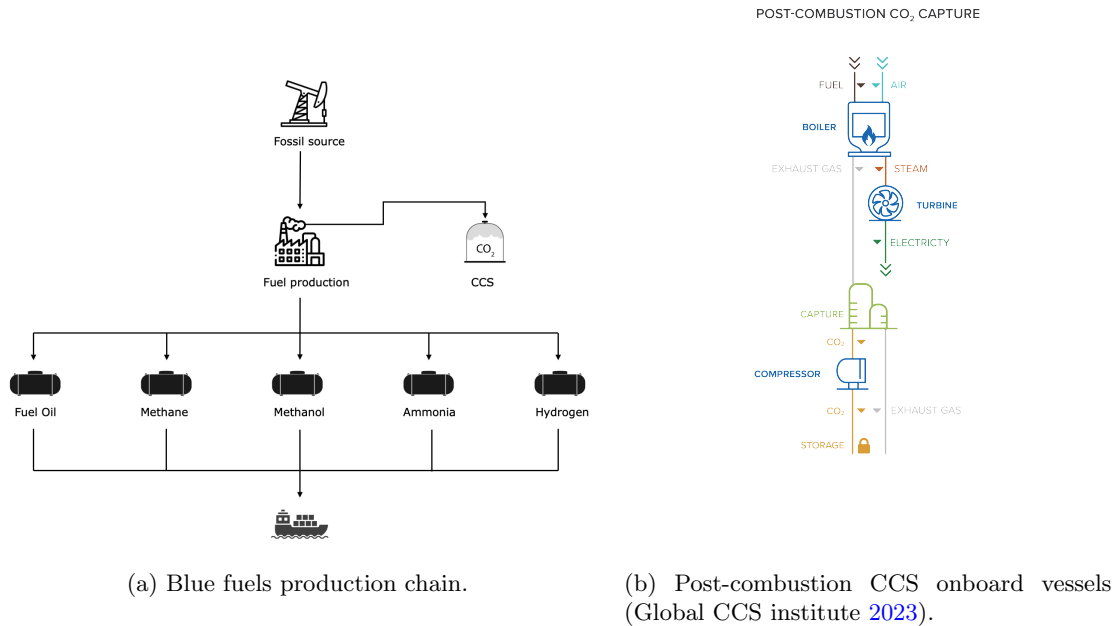 Fossil source
Fuel production
CO₂
CCS
Fuel Oil
Methane
Methanol
Ammonia
Hydrogen
(a) Blue fuels production chain.
POST-COMBUSTION CO₂ CAPTURE
FUEL
AIR
BOILER
EXHAUST GAS
STEAM
TURBINE
ELECTRICTY
CAPTURE
CO₂
COMPRESSOR
CO₂
EXHAUST GAS
STORAGE
(b) Post-combustion CCS onboard vessels
(Global CCS institute 2023).